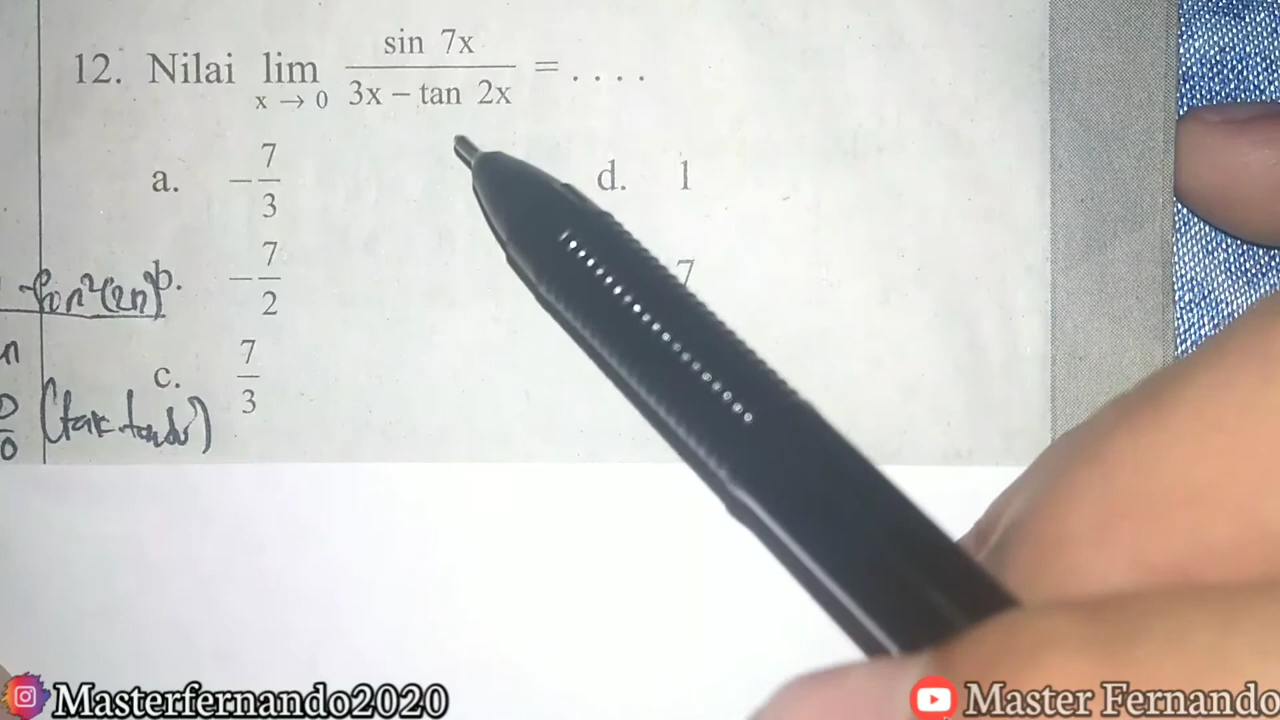 12. Nilai lim x → 0 sin 7x / 3x – tan 2x = . . . .
a. –7/3
d. 1
b. –7/2
7
c. 7/3
(tak tentu)
Masterfernando2020
Master Fernando